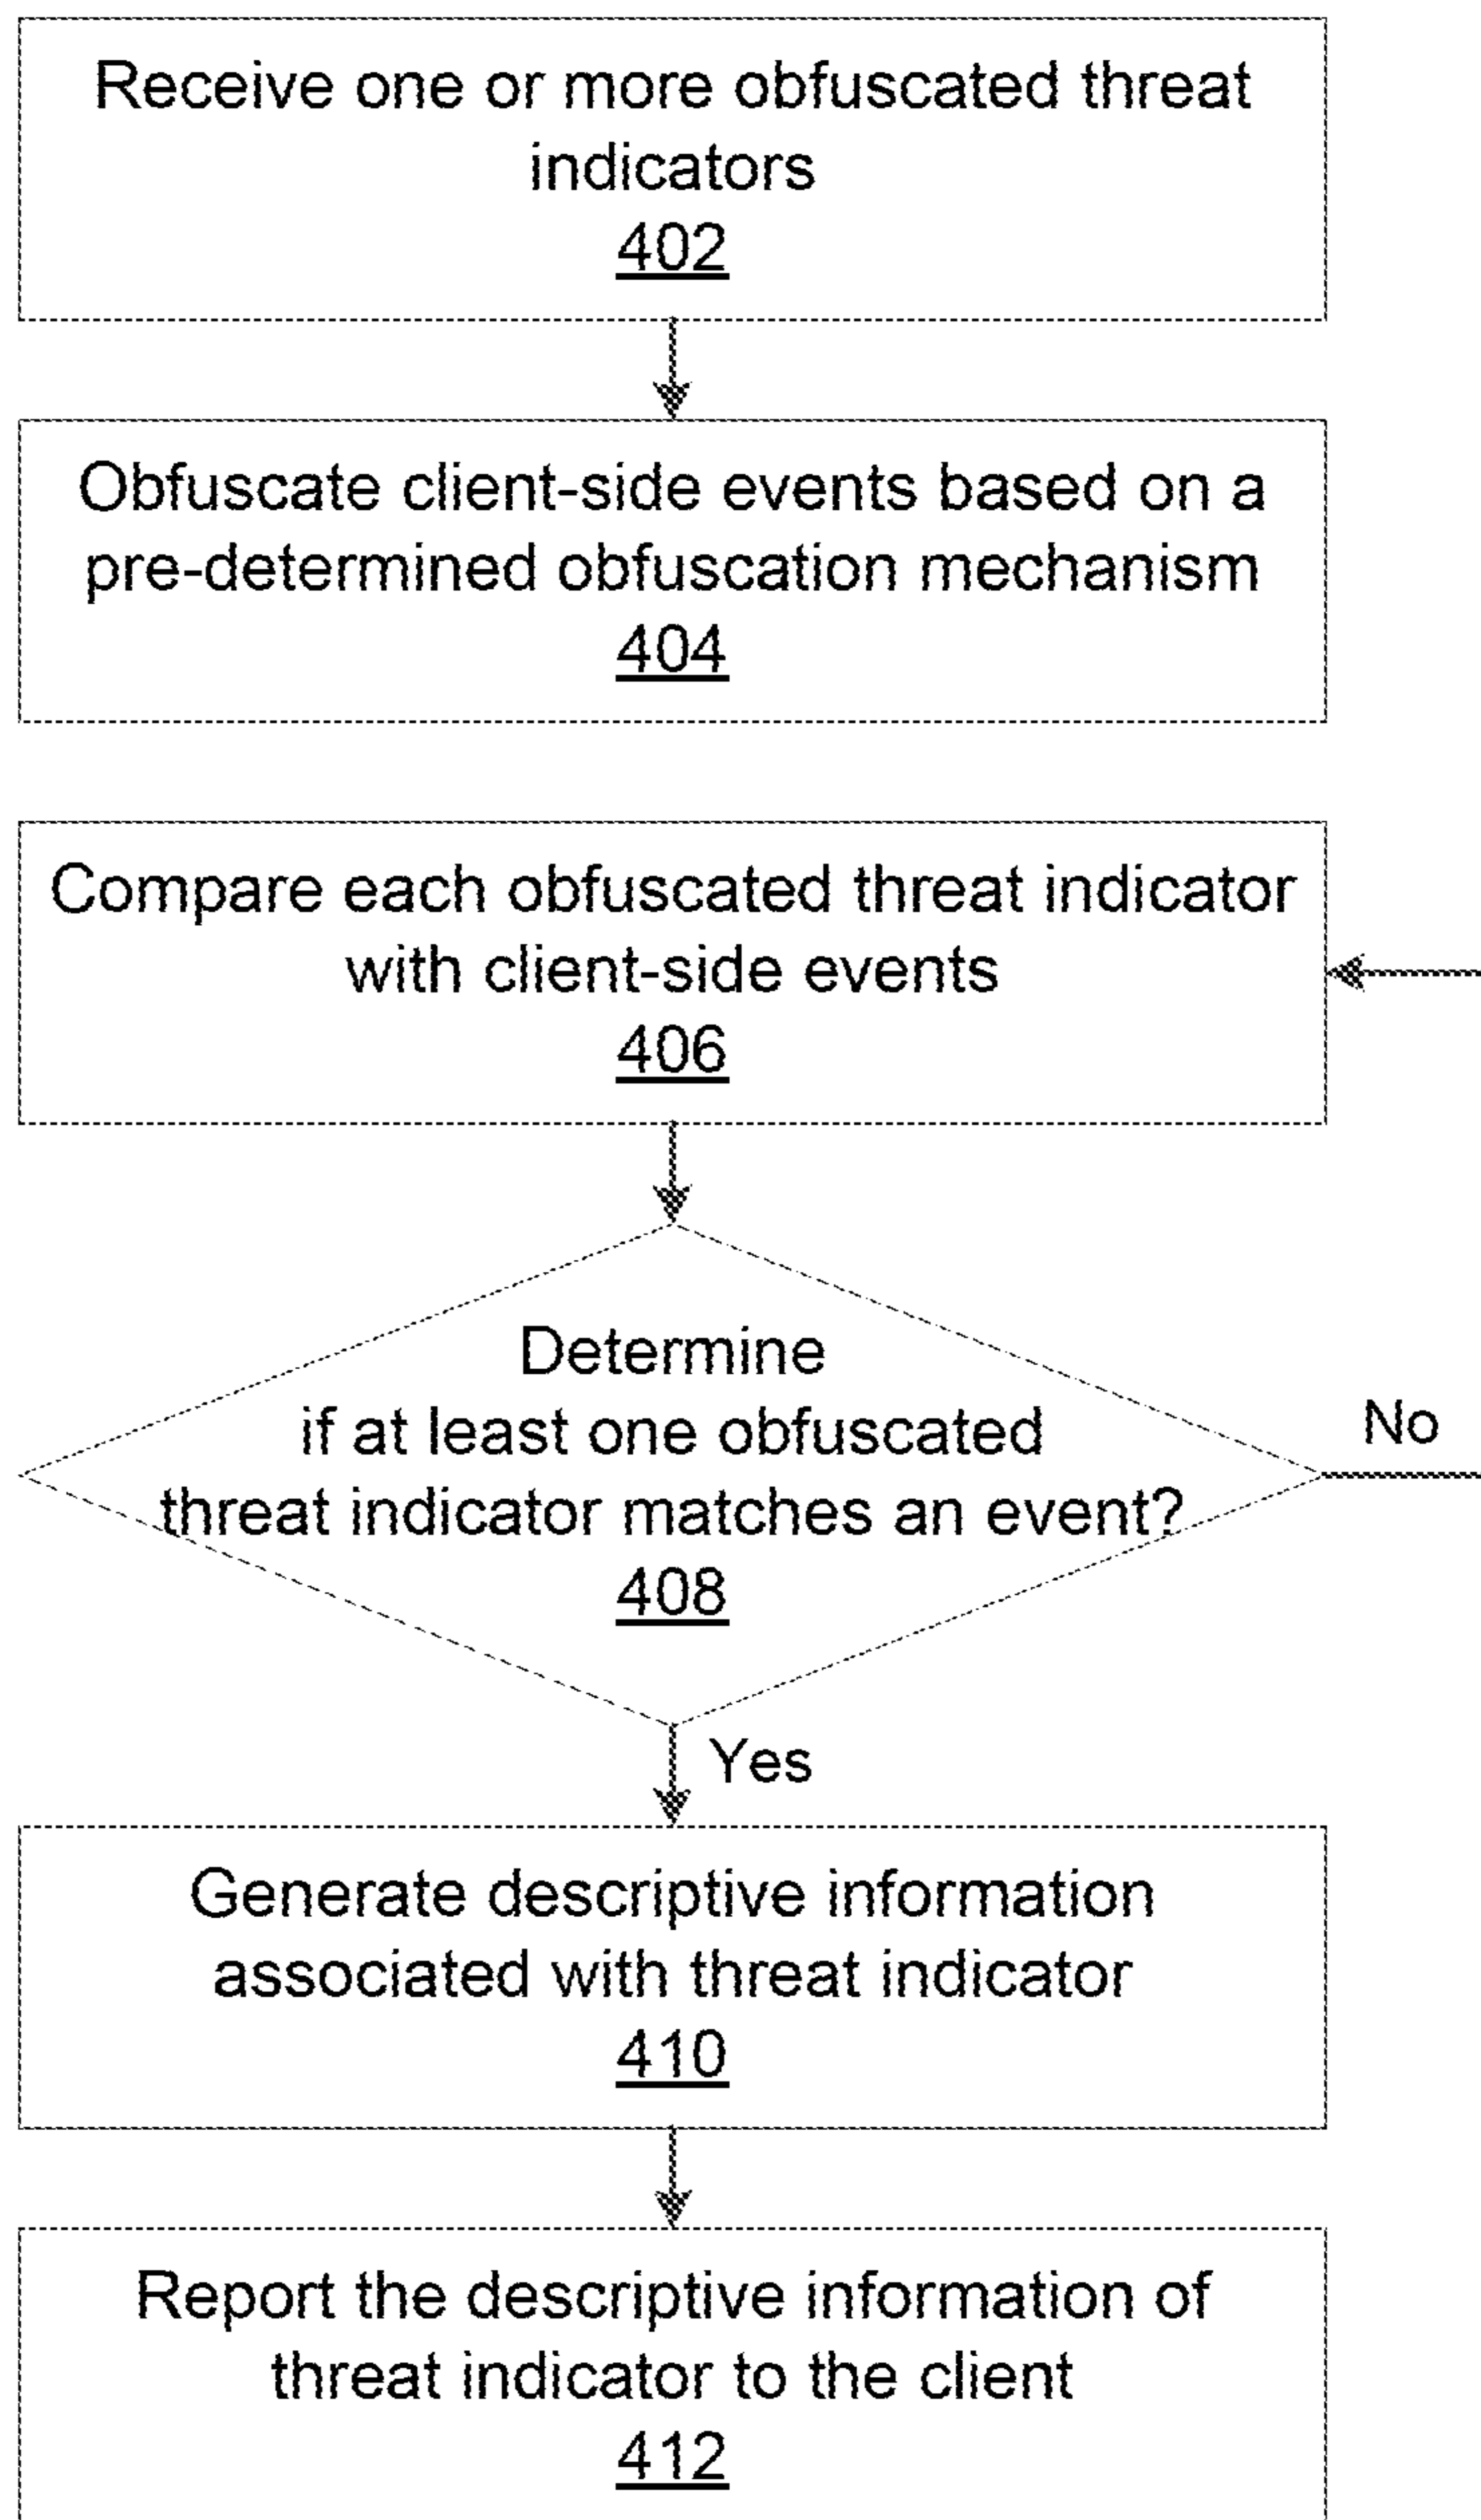 Receive one or more obfuscated threat
indicators
402
Obfuscate client-side events based on a
pre-determined obfuscation mechanism
404
Compare each obfuscated threat indicator
with client-side events
406
Determine
if at least one obfuscated
threat indicator matches an event?
408
No
Yes
Generate descriptive information
associated with threat indicator
410
Report the descriptive information of
threat indicator to the client
412